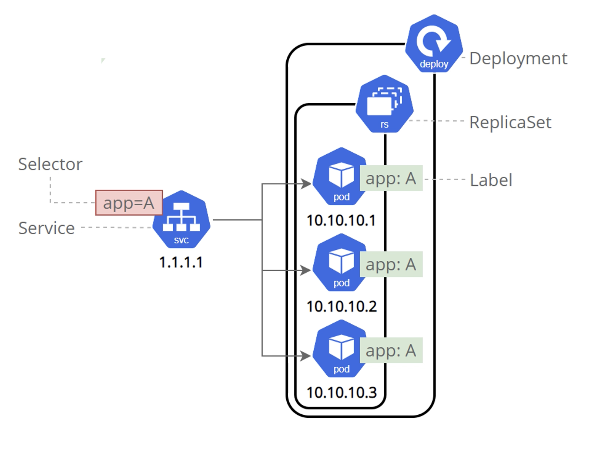 deploy
Deployment
rs
ReplicaSet
Selector
app=A
Service
svc
1.1.1.1
pod
app: A
Label
10.10.10.1
pod
app: A
10.10.10.2
pod
app: A
10.10.10.3